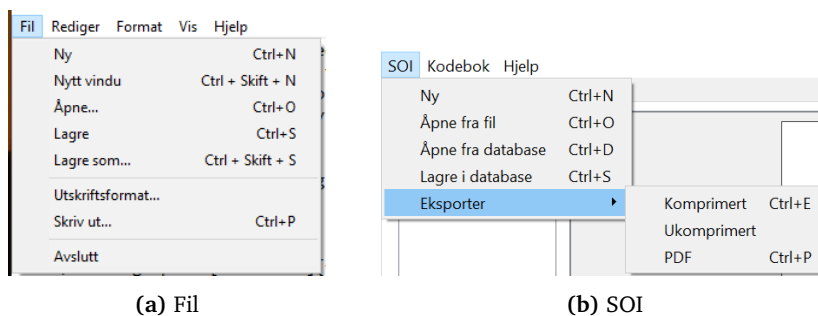 Fil Rediger Format Vis Hjelp
Ny Ctrl+N
Nytt vindu Ctrl + Skift + N
Åpne... Ctrl+O
Lagre Ctrl+S
Lagre som... Ctrl + Skift + S
Utskriftsformat...
Skriv ut... Ctrl+P
Avslutt
(a) Fil
SOI Kodebok Hjelp
Ny Ctrl+N
Åpne fra fil Ctrl+O
Åpne fra database Ctrl+D
Lagre i database Ctrl+S
Eksporter
Komprimert Ctrl+E
Ukomprimert
PDF Ctrl+P
(b) SOI